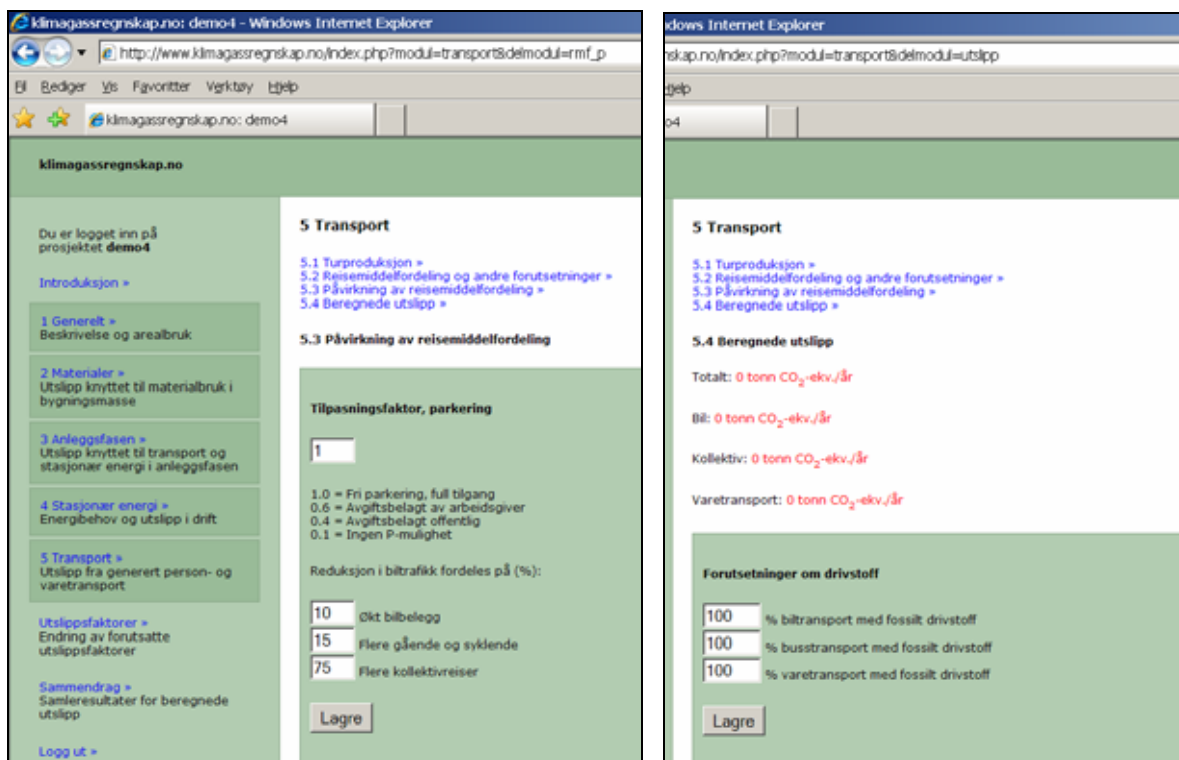 klimagassregnskap.no: demo4 - Windows Internet Explorer
http://www.klimagassregnskap.no/index.php?modul=transport&delmodul=rmf_p
Fil Rediger Vis Favoritter Verktøy Hjelp
klimagassregnskap.no: demo4
klimagassregnskap.no
Du er logget inn på
prosjektet demo4
Introduksjon »
1 Generelt »
Beskrivelse og arealbruk
2 Materialer »
Utslipp knyttet til materialbruk i
bygningsmasse
3 Anleggsfasen »
Utslipp knyttet til transport og
stasjonær energi i anleggsfasen
4 Stasjonær energi »
Energibehov og utslipp i drift
5 Transport »
Utslipp fra generert person- og
varetransport
Utslippsfaktorer »
Endring av forutsatte
utslippsfaktorer
Sammendrag »
Samleresultater for beregnede
utslipp
Logg ut »
5 Transport
5.1 Turproduksjon »
5.2 Reisemiddelfordeling og andre forutsetninger »
5.3 Påvirkning av reisemiddelfordeling »
5.4 Beregnede utslipp »
5.3 Påvirkning av reisemiddelfordeling
Tilpasningsfaktor, parkering
1
1.0 = Fri parkering, full tilgang
0.6 = Avgiftsbelagt av arbeidsgiver
0.4 = Avgiftsbelagt offentlig
0.1 = Ingen P-mulighet
Reduksjon i biltrafikk fordeles på (%):
10 Økt bilbelegg
15 Flere gående og syklende
75 Flere kollektivreiser
Lagre
dows Internet Explorer
nskap.no/index.php?modul=transport&delmodul=utslipp
Hjelp
o4
5 Transport
5.1 Turproduksjon »
5.2 Reisemiddelfordeling og andre forutsetninger »
5.3 Påvirkning av reisemiddelfordeling »
5.4 Beregnede utslipp »
5.4 Beregnede utslipp
Totalt: 0 tonn CO₂-ekv./år
Bil: 0 tonn CO₂-ekv./år
Kollektiv: 0 tonn CO₂-ekv./år
Varetransport: 0 tonn CO₂-ekv./år
Forutsetninger om drivstoff
100 % biltransport med fossilt drivstoff
100 % busstransport med fossilt drivstoff
100 % varetransport med fossilt drivstoff
Lagre